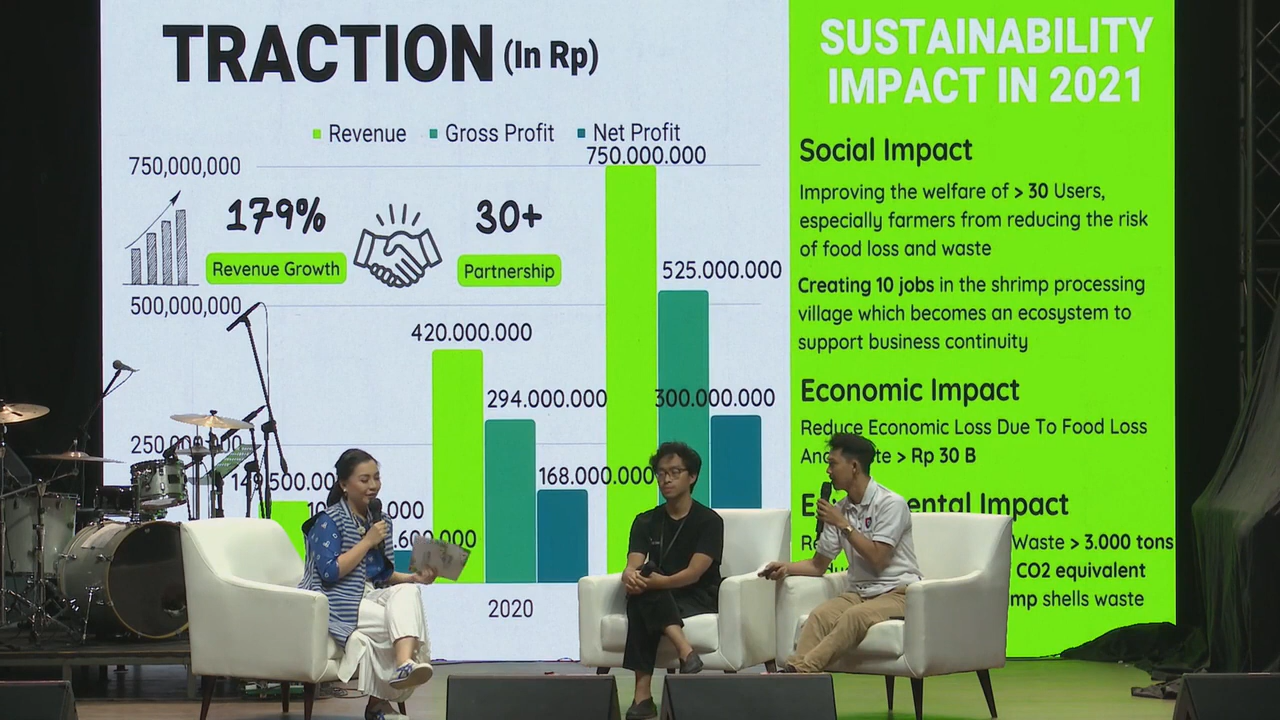 TRACTION (In Rp)
Revenue
Gross Profit
Net Profit
750,000,000
500,000,000
250,000,000
179%
Revenue Growth
30+
Partnership
420.000.000
294.000.000
168.000.000
750.000.000
525.000.000
300.000.000
2020
SUSTAINABILITY
IMPACT IN 2021
Social Impact
Improving the welfare of > 30 Users,
especially farmers from reducing the risk
of food loss and waste
Creating 10 jobs in the shrimp processing
village which becomes an ecosystem to
support business continuity
Economic Impact
Reduce Economic Loss Due To Food Loss
> Rp 30 B
Impact
Waste > 3.000 tons
CO2 equivalent
shells waste